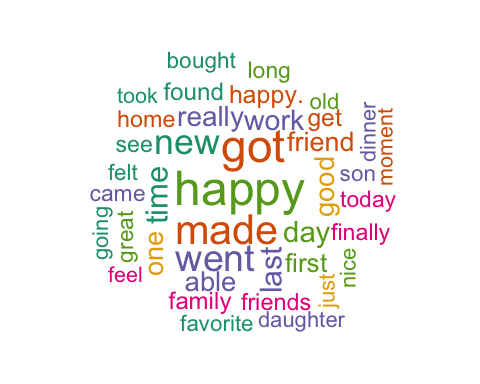 bought
long
took found happy. old
home really work get dinner moment
see new got friend
felt time happy good son
came today
going great one made day finally
went last first nice
feel able just
family friends
favorite daughter